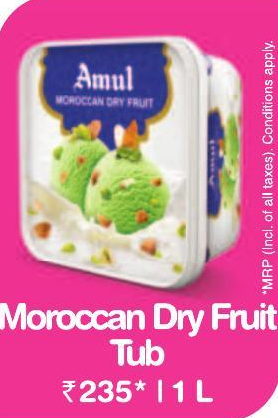 Amul
MOROCCAN DRY FRUIT
*MRP (Incl. of all taxes). Conditions apply.
Moroccan Dry Fruit
Tub
₹235* | 1 L